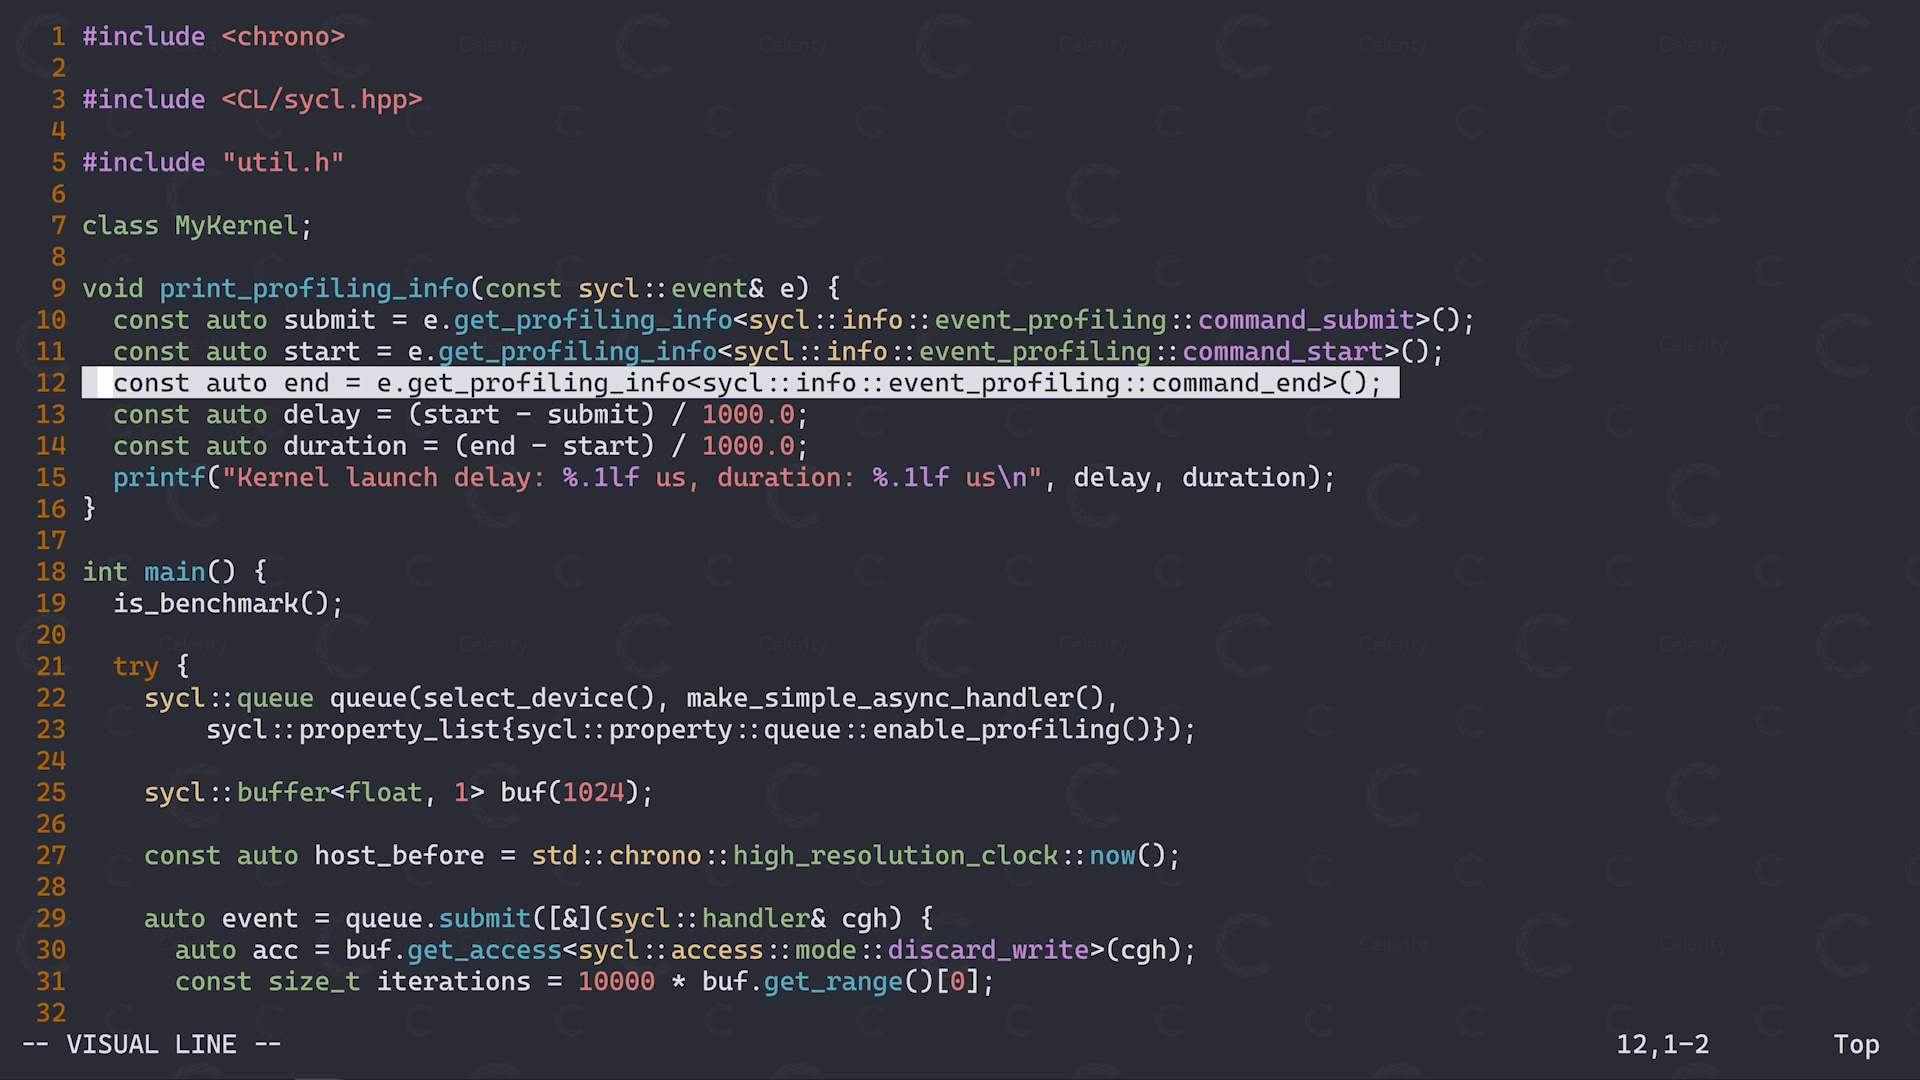 1 #include <chrono>
2
3 #include <CL/sycl.hpp>
4
5 #include "util.h"
6
7 class MyKernel;
8
9 void print_profiling_info(const sycl::event& e) {
10   const auto submit = e.get_profiling_info<sycl::info::event_profiling::command_submit>();
11   const auto start = e.get_profiling_info<sycl::info::event_profiling::command_start>();
12   const auto end = e.get_profiling_info<sycl::info::event_profiling::command_end>();
13   const auto delay = (start - submit) / 1000.0;
14   const auto duration = (end - start) / 1000.0;
15   printf("Kernel launch delay: %.1lf us, duration: %.1lf us\n", delay, duration);
16 }
17
18 int main() {
19   is_benchmark();
20
21   try {
22     sycl::queue queue(select_device(), make_simple_async_handler(),
23         sycl::property_list{sycl::property::queue::enable_profiling()});
24
25     sycl::buffer<float, 1> buf(1024);
26
27     const auto host_before = std::chrono::high_resolution_clock::now();
28
29     auto event = queue.submit([&](sycl::handler& cgh) {
30       auto acc = buf.get_access<sycl::access::mode::discard_write>(cgh);
31       const size_t iterations = 10000 * buf.get_range()[0];
32
-- VISUAL LINE -- 12,1-2 Top